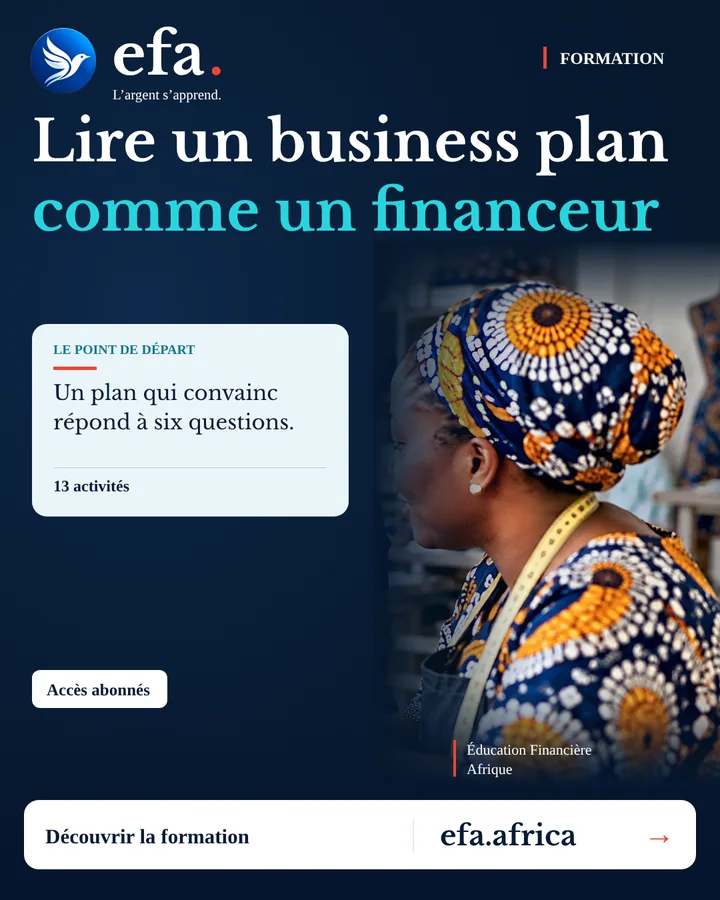 efa.
L’argent s’apprend.
FORMATION
Lire un business plan
comme un financeur
LE POINT DE DÉPART
Un plan qui convainc
répond à six questions.
13 activités
Accès abonnés
Éducation Financière
Afrique
Découvrir la formation
efa.africa →